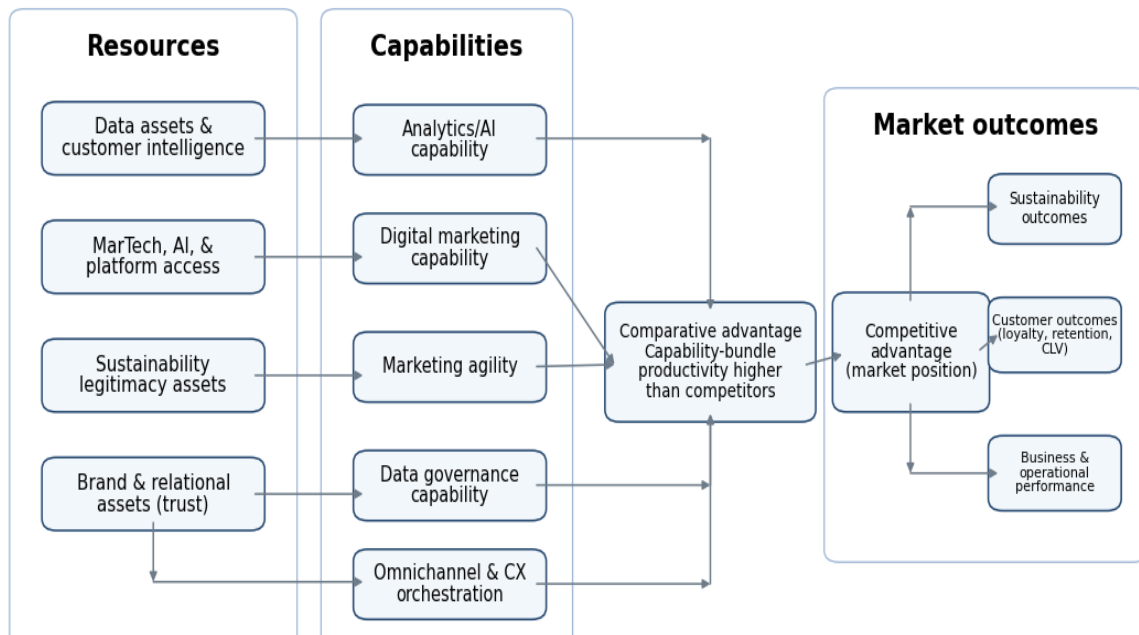 Resources
Data assets &
customer intelligence
MarTech, AI, &
platform access
Sustainability
legitimacy assets
Brand & relational
assets (trust)
Capabilities
Analytics/AI
capability
Digital marketing
capability
Marketing agility
Data governance
capability
Omnichannel & CX
orchestration
Comparative advantage
Capability-bundle
productivity higher
than competitors
Market outcomes
Competitive
advantage
(market position)
Sustainability
outcomes
Customer outcomes
(loyalty, retention,
CLV)
Business &
operational
performance